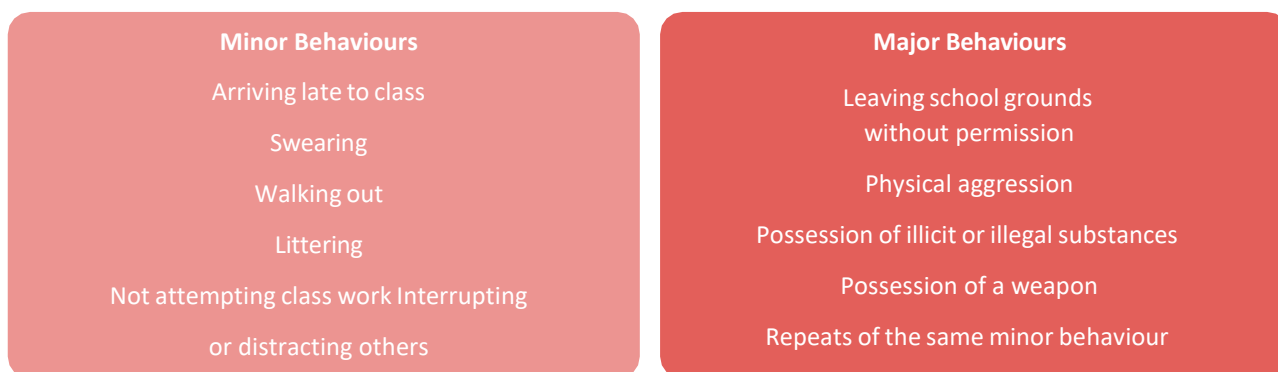 Minor Behaviours
Arriving late to class
Swearing
Walking out
Littering
Not attempting class work Interrupting
or distracting others
Major Behaviours
Leaving school grounds
without permission
Physical aggression
Possession of illicit or illegal substances
Possession of a weapon
Repeats of the same minor behaviour